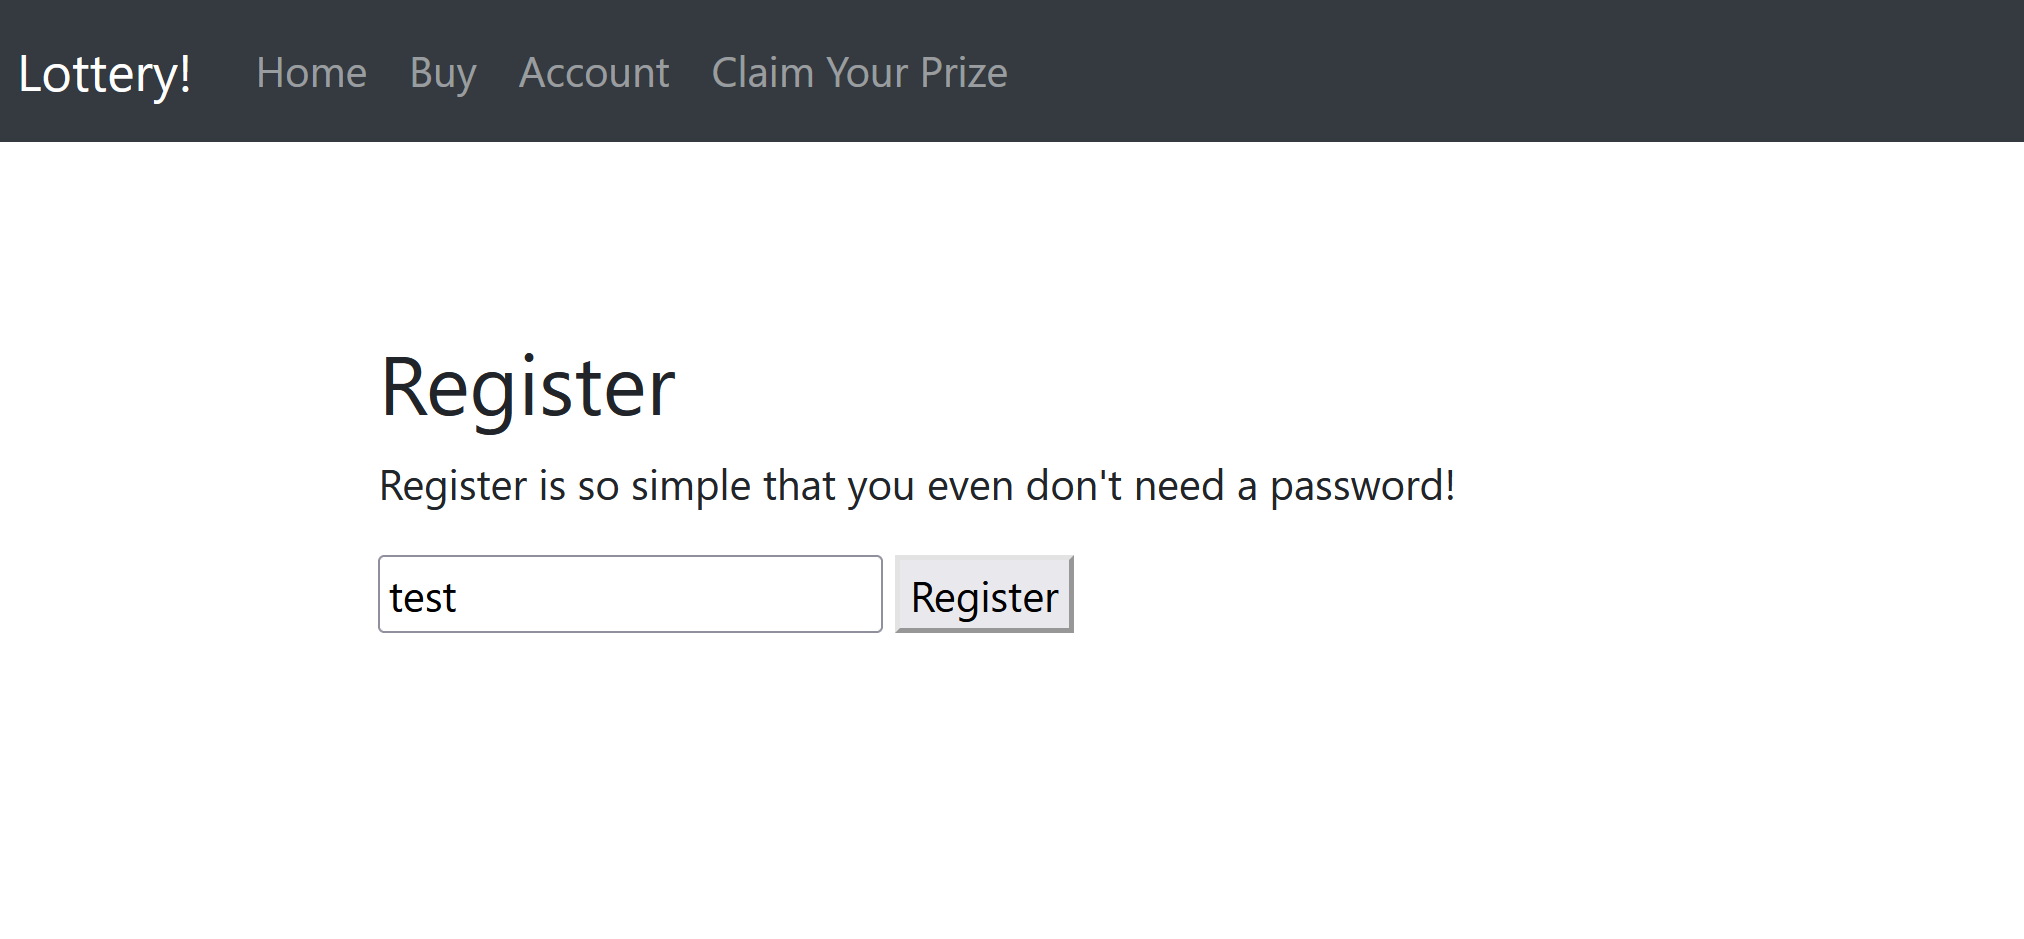 Lottery! Home Buy Account Claim Your Prize
Register
Register is so simple that you even don't need a password!
test Register